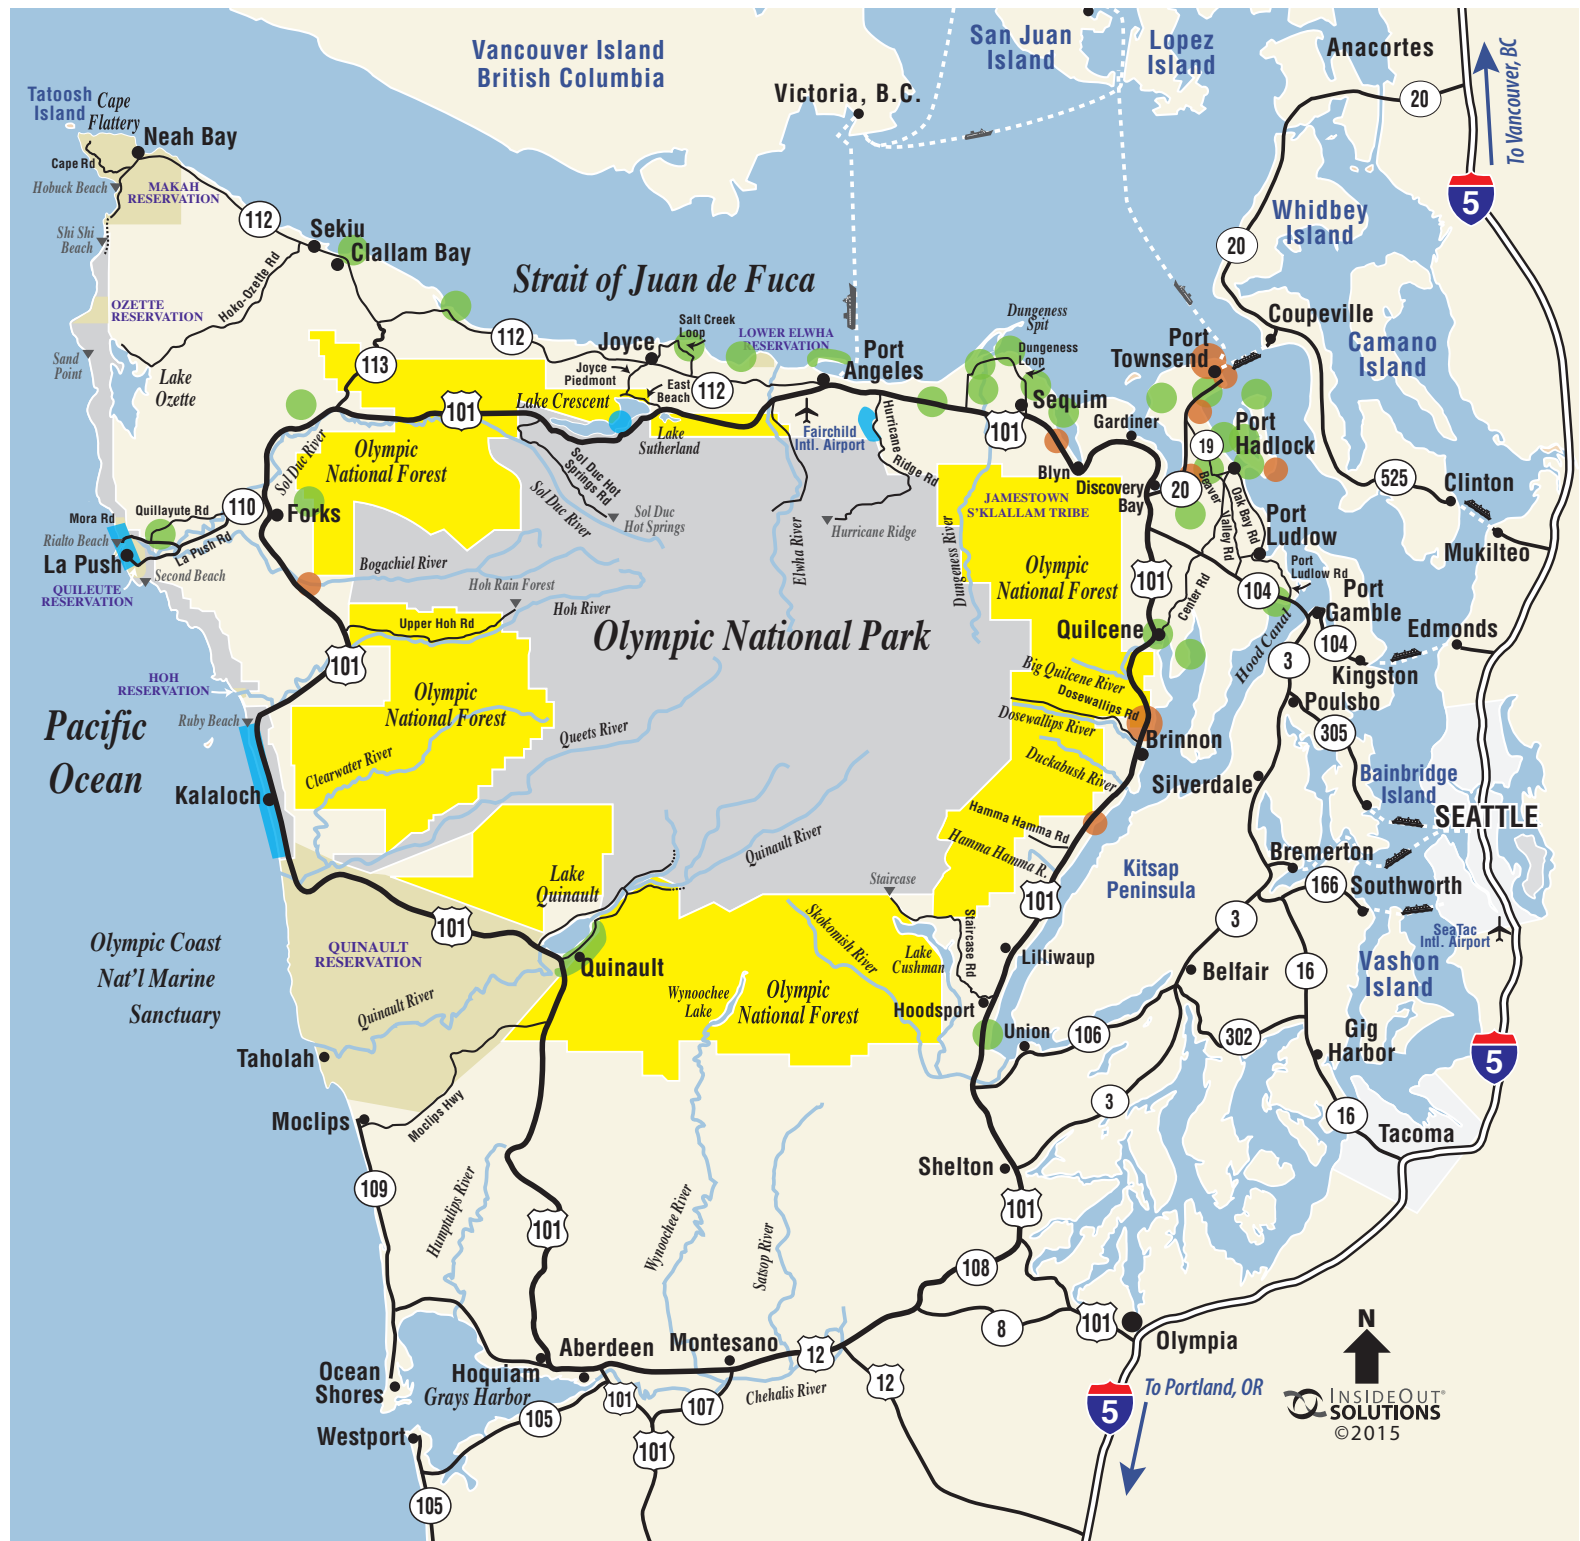 Vancouver Island
British Columbia
San Juan
Island
Lopez
Island
Anacortes
20
To Vancouver, BC
Victoria, B.C.
Tatoosh
Island
Cape
Flattery
Neah Bay
Cape Rd
Hobuck Beach
MAKAH
RESERVATION
112
5
Whidbey
Island
20
Shi Shi
Beach
Sekiu
Clallam Bay
Hoko-Ozette Rd
Strait of Juan de Fuca
OZETTE
RESERVATION
Sand
Point
Lake
Ozette
113
112
Joyce
Salt Creek
Loop
LOWER ELWHA
RESERVATION
Port
Angeles
Dungeness
Spit
Dungeness
Loop
Port
Townsend
Coupeville
Camano
Island
Joyce
Piedmont
East
Beach
112
101
Lake Crescent
Lake
Sutherland
Fairchild
Intl. Airport
Hurricane Ridge Rd
101
Sequim
Gardiner
Blyn
Discovery
Bay
20
19
Port
Hadlock
Beaver
Valley Rd
Oak Bay Rd
525
Clinton
Mukilteo
Sol Duc River
Olympic
National Forest
Sol Duc Hot
Springs Rd
Sol Duc River
Sol Duc
Hot Springs
Elwha River
Hurricane Ridge
Dungeness River
JAMESTOWN
S'KLALLAM TRIBE
Olympic
National Forest
Mora Rd
Rialto Beach
La Push
Quillayute Rd
110
La Push Rd
Second Beach
QUILEUTE
RESERVATION
Forks
Bogachiel River
Hoh Rain Forest
Hoh River
Upper Hoh Rd
101
Olympic National Park
101
Port
Ludlow
Port
Ludlow Rd
104
Center Rd
Quilcene
Hood Canal
Port
Gamble
104
3
Kingston
Edmonds
Poulsbo
305
HOH
RESERVATION
Ruby Beach
Olympic
National Forest
Clearwater River
Queets River
Big Quilcene River
Dosewallips Rd
Dosewallips River
Duckabush River
Brinnon
Silverdale
Bainbridge
Island
SEATTLE
Pacific
Ocean
Kalaloch
Hamma Hamma Rd
Hamma Hamma R.
Quinault River
Lake
Quinault
Staircase
101
Kitsap
Peninsula
Bremerton
166
Southworth
3
SeaTac
Intl. Airport
Olympic Coast
Nat'l Marine
Sanctuary
QUINAULT
RESERVATION
101
Quinault
Quinault River
Wynoochee
Lake
Olympic
National Forest
Skokomish River
Lake
Cushman
Staircase Rd
Lilliwaup
Hoodsport
Union
106
Belfair
16
Vashon
Island
302
Gig
Harbor
5
Taholah
Moclips
Moclips Hwy
109
3
16
Tacoma
Shelton
101
Humptulips River
101
Wynoochee River
Satsop River
108
8
101
Olympia
Ocean
Shores
Hoquiam
Aberdeen
Montesano
12
Grays Harbor
Chehalis River
12
101
107
105
101
Westport
105
5
To Portland, OR
N
INSIDEOUT®
SOLUTIONS
©2015